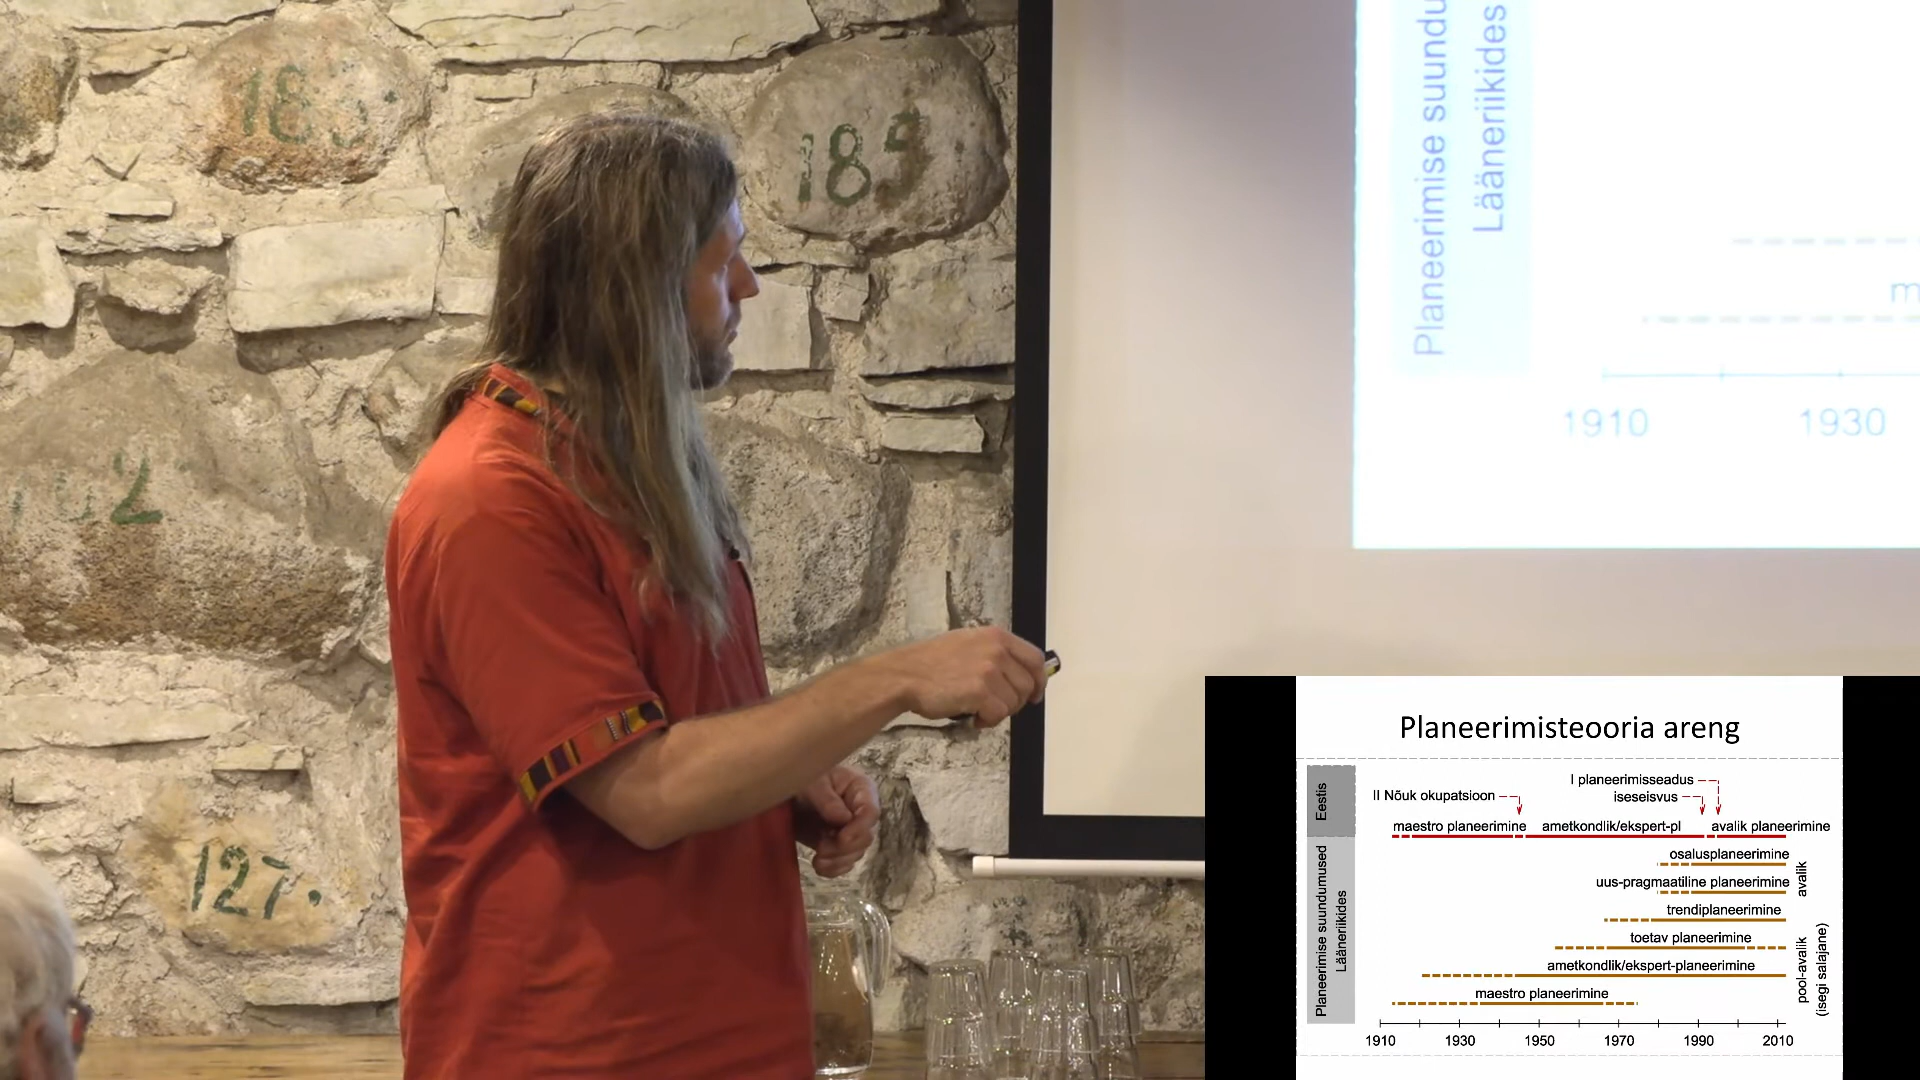 183.
185
182
127.
Planeerimise suundu
Lääneriikides
m
1910 1930
Planeerimisteooria areng
Eestis
I planeerimisseadus
II Nõuk okupatsioon
iseseisvus
maestro planeerimine ametkondlik/ekspert-pl avalik planeerimine
Planeerimise suundumused
Lääneriikides
osalusplaneerimine
uus-pragmaatiline planeerimine
avalik
trendiplaneerimine
toetav planeerimine
ametkondlik/ekspert-planeerimine
maestro planeerimine
pool-avalik
(isegi salajane)
1910 1930 1950 1970 1990 2010